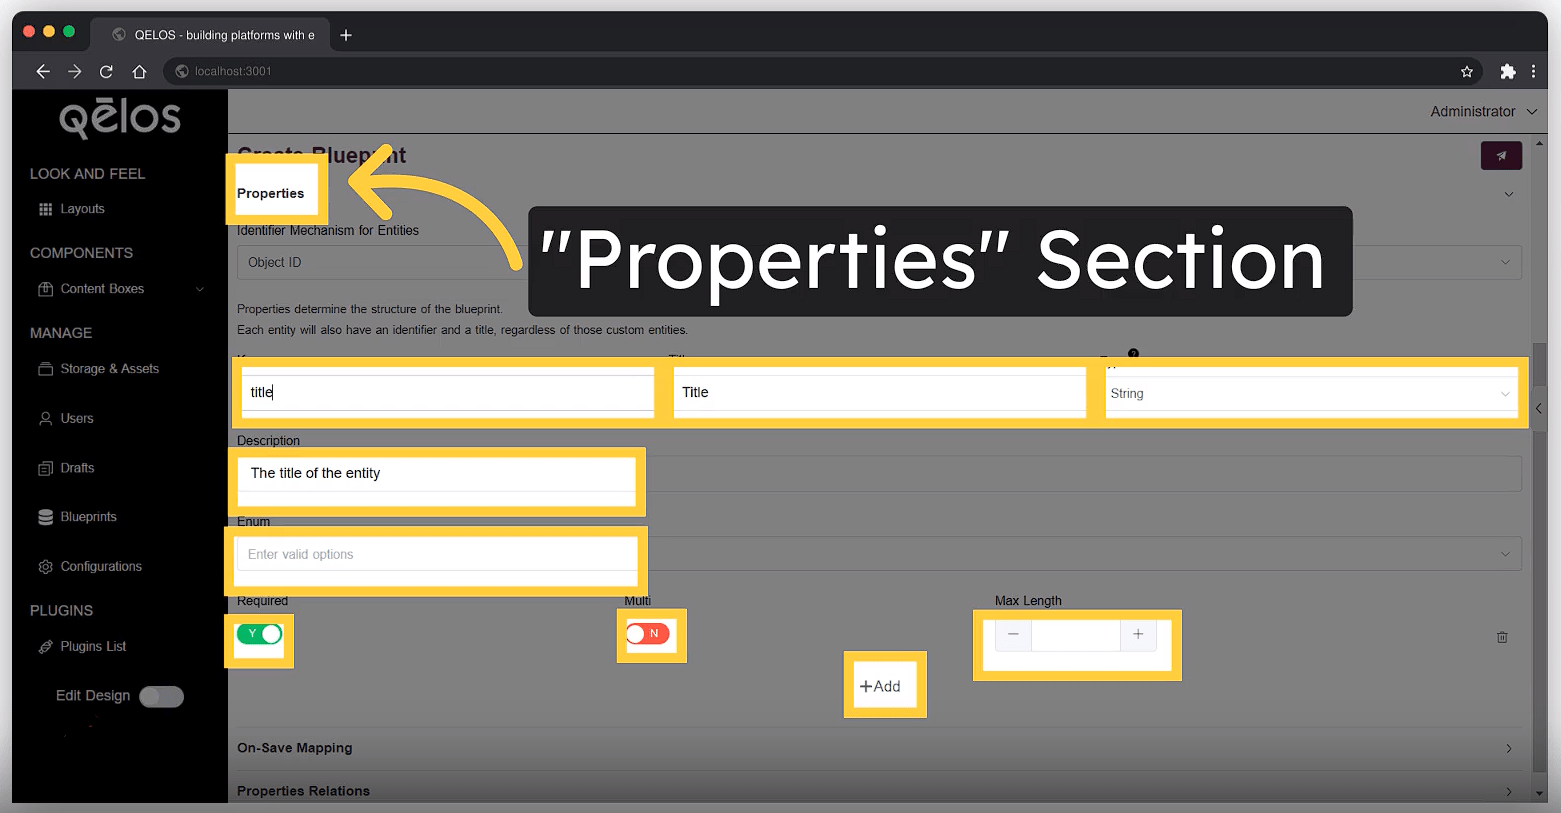 QELOS - building platforms with e
localhost:3001
Qēlos
Administrator
LOOK AND FEEL
Layouts
COMPONENTS
Content Boxes
MANAGE
Storage & Assets
Users
Drafts
Blueprints
Configurations
PLUGINS
Plugins List
Edit Design
Create Blueprint
Properties
"Properties" Section
Identifier Mechanism for Entities
Object ID
Properties determine the structure of the blueprint.
Each entity will also have an identifier and a title, regardless of those custom entities.
title
Title
String
Description
The title of the entity
Enum
Enter valid options
Required
Multi
Max Length
Y
N
+Add
On-Save Mapping
Properties Relations